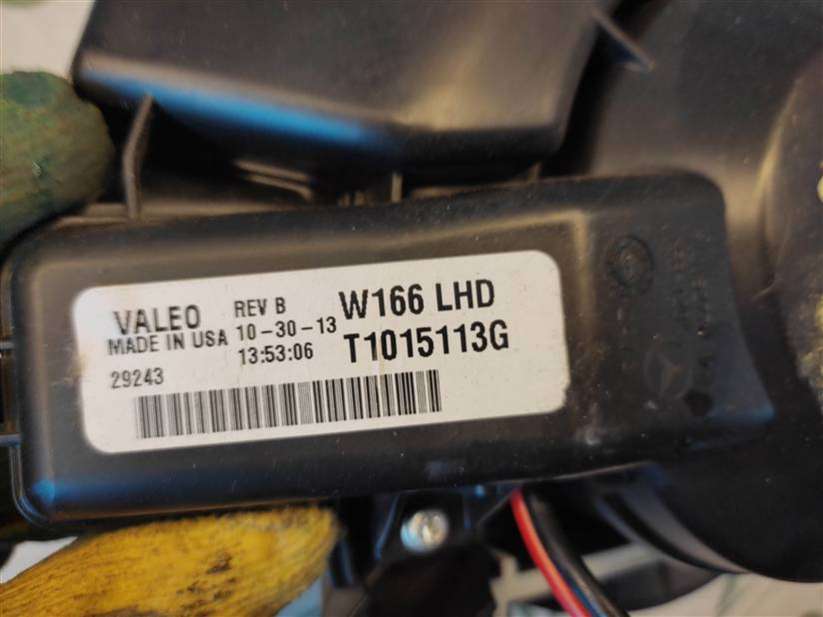 VALEO
MADE IN USA
29243
REV B
10-30-13
13:53:06
W166 LHD
T1015113G